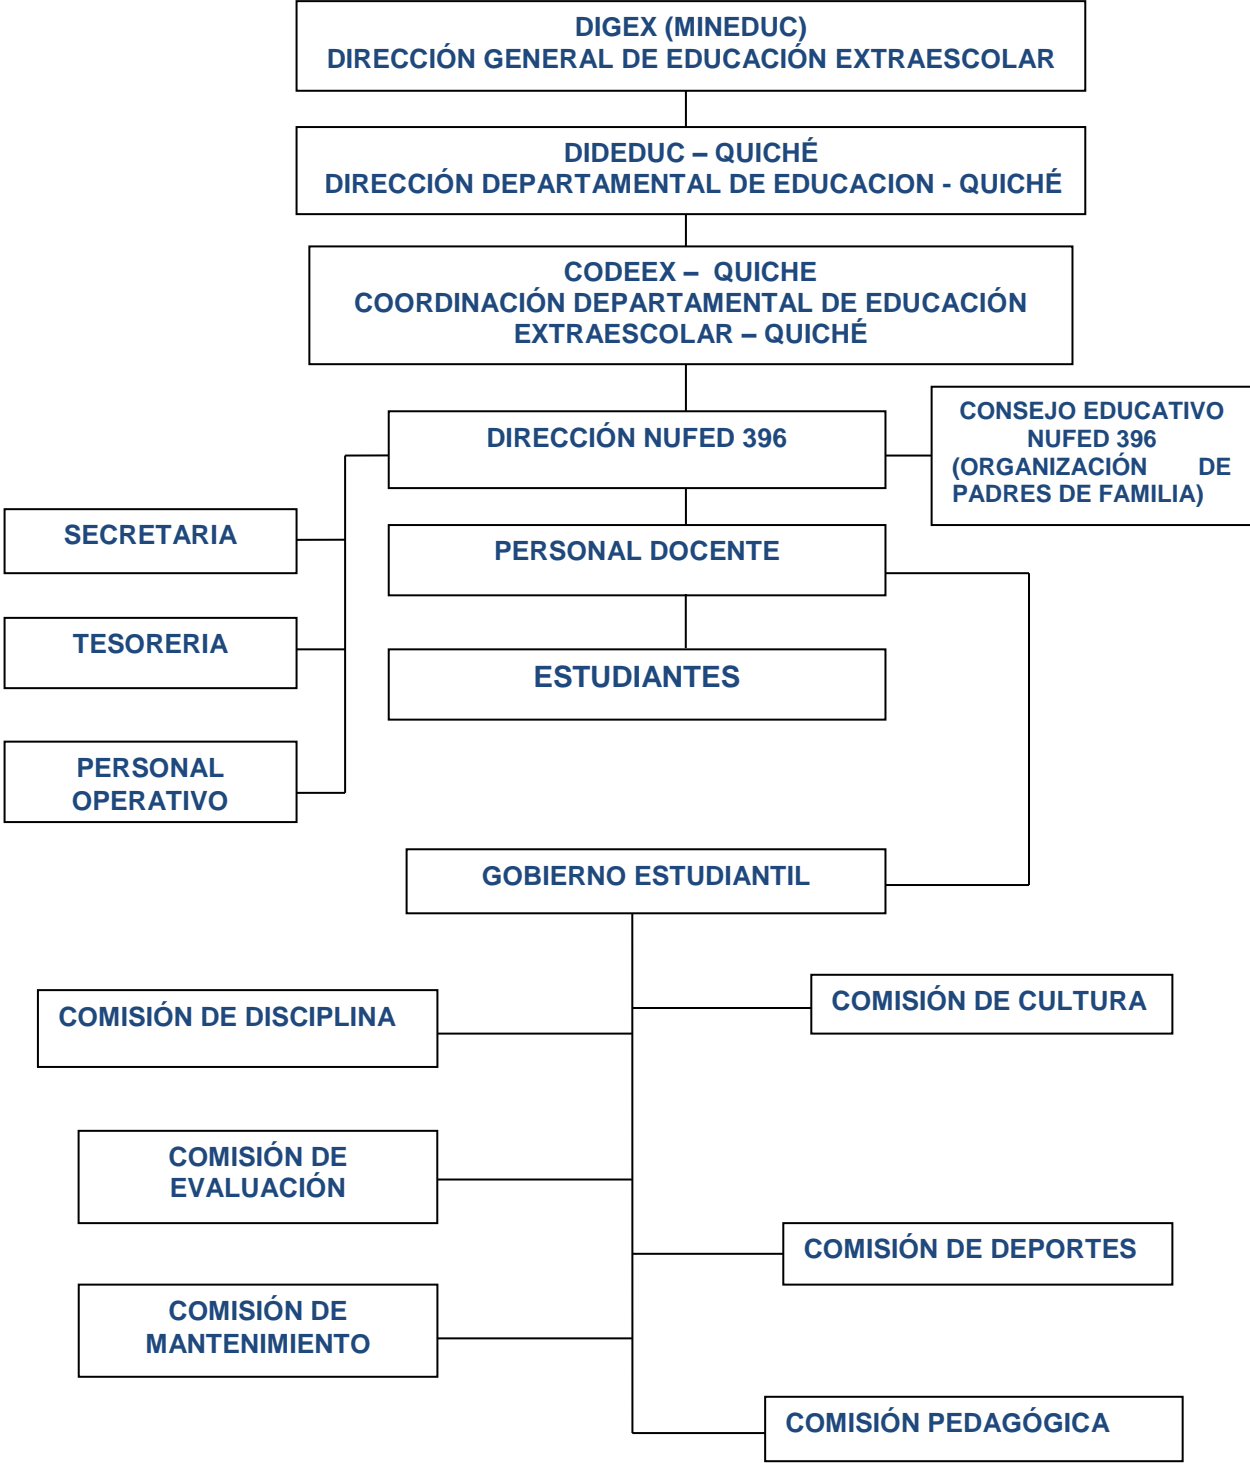 DIGEX (MINEDUC)
DIRECCIÓN GENERAL DE EDUCACIÓN EXTRAESCOLAR
DIDEDUC – QUICHÉ
DIRECCIÓN DEPARTAMENTAL DE EDUCACION - QUICHÉ
CODEEX – QUICHE
COORDINACIÓN DEPARTAMENTAL DE EDUCACIÓN
EXTRAESCOLAR – QUICHÉ
DIRECCIÓN NUFED 396
CONSEJO EDUCATIVO
NUFED 396
(ORGANIZACIÓN DE
PADRES DE FAMILIA)
SECRETARIA
PERSONAL DOCENTE
TESORERIA
ESTUDIANTES
PERSONAL
OPERATIVO
GOBIERNO ESTUDIANTIL
COMISIÓN DE DISCIPLINA
COMISIÓN DE CULTURA
COMISIÓN DE
EVALUACIÓN
COMISIÓN DE DEPORTES
COMISIÓN DE
MANTENIMIENTO
COMISIÓN PEDAGÓGICA